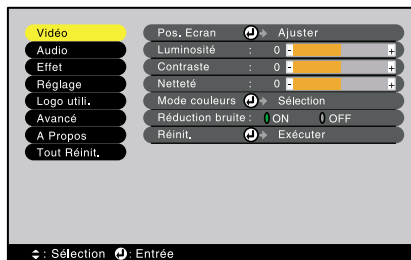 Vidéo
Audio
Effet
Réglage
Logo utili.
Avancé
A Propos
Tout Réinit.
Pos. Ecran Ajuster
Luminosité : 0 - +
Contraste : 0 - +
Netteté : 0 - +
Mode couleurs Sélection
Réduction bruite : ON OFF
Réinit. Exécuter
: Sélection : Entrée